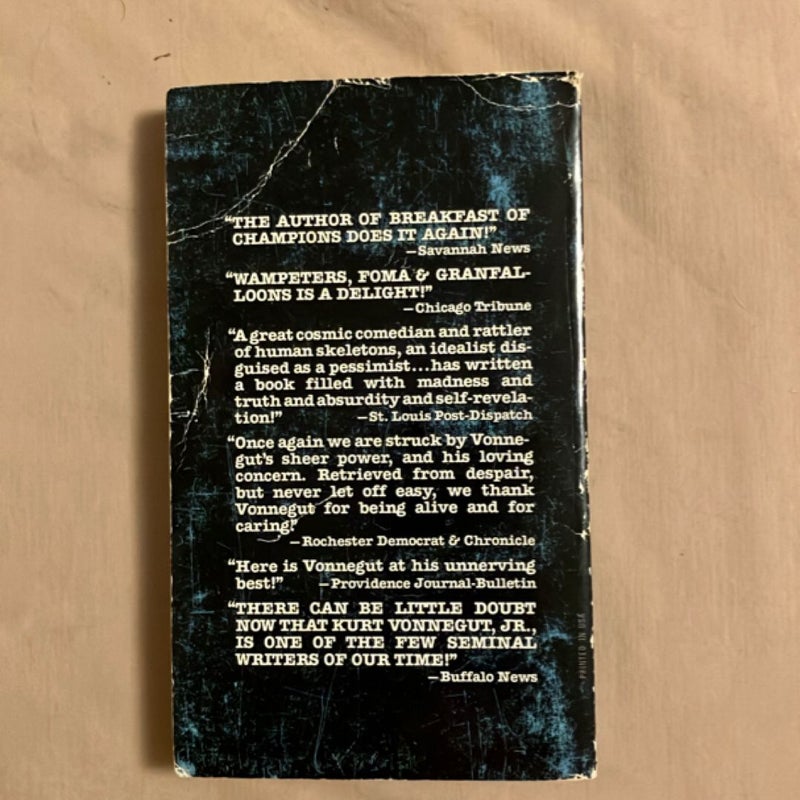 “THE AUTHOR OF BREAKFAST OF
CHAMPIONS DOES IT AGAIN!”
—Savannah News
“WAMPETERS, FOMA & GRANFAL-
LOONS IS A DELIGHT!”
—Chicago Tribune
“A great cosmic comedian and rattler
of human skeletons, an idealist dis-
guised as a pessimist...has written
a book filled with madness and
truth and absurdity and self-revela-
tion!” —St. Louis Post-Dispatch
“Once again we are struck by Vonne-
gut's sheer power, and his loving
concern. Retrieved from despair,
but never let off easy, we thank
Vonnegut for being alive and for
caring!”
—Rochester Democrat & Chronicle
“Here is Vonnegut at his unnerving
best!” —Providence Journal-Bulletin
“THERE CAN BE LITTLE DOUBT
NOW THAT KURT VONNEGUT, JR.,
IS ONE OF THE FEW SEMINAL
WRITERS OF OUR TIME!”
—Buffalo News
PRINTED IN USA